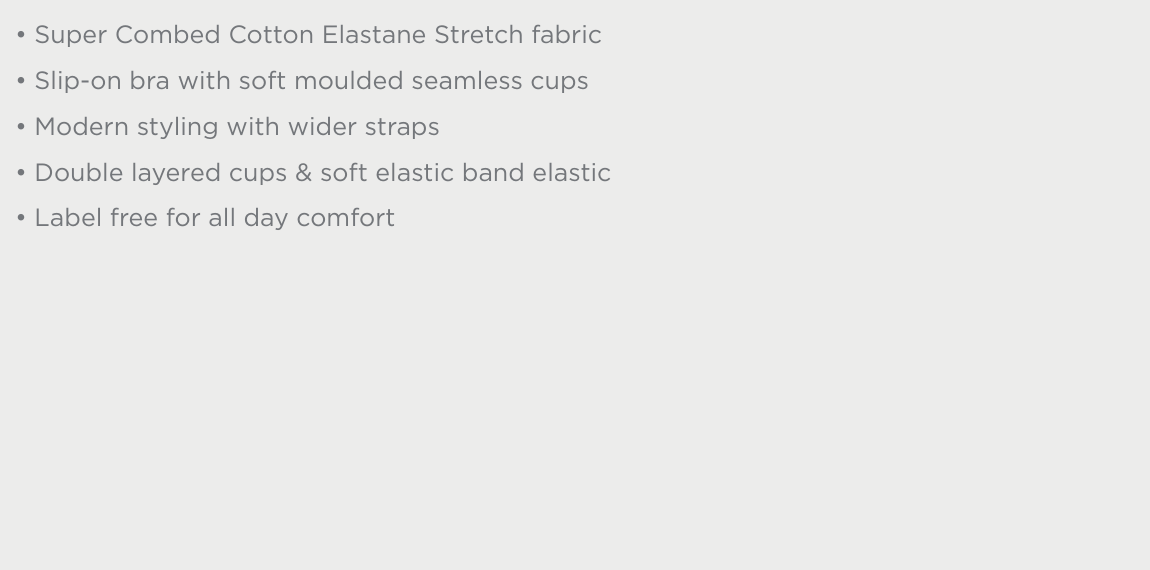 • Super Combed Cotton Elastane Stretch fabric
• Slip-on bra with soft moulded seamless cups
• Modern styling with wider straps
• Double layered cups & soft elastic band elastic
• Label free for all day comfort